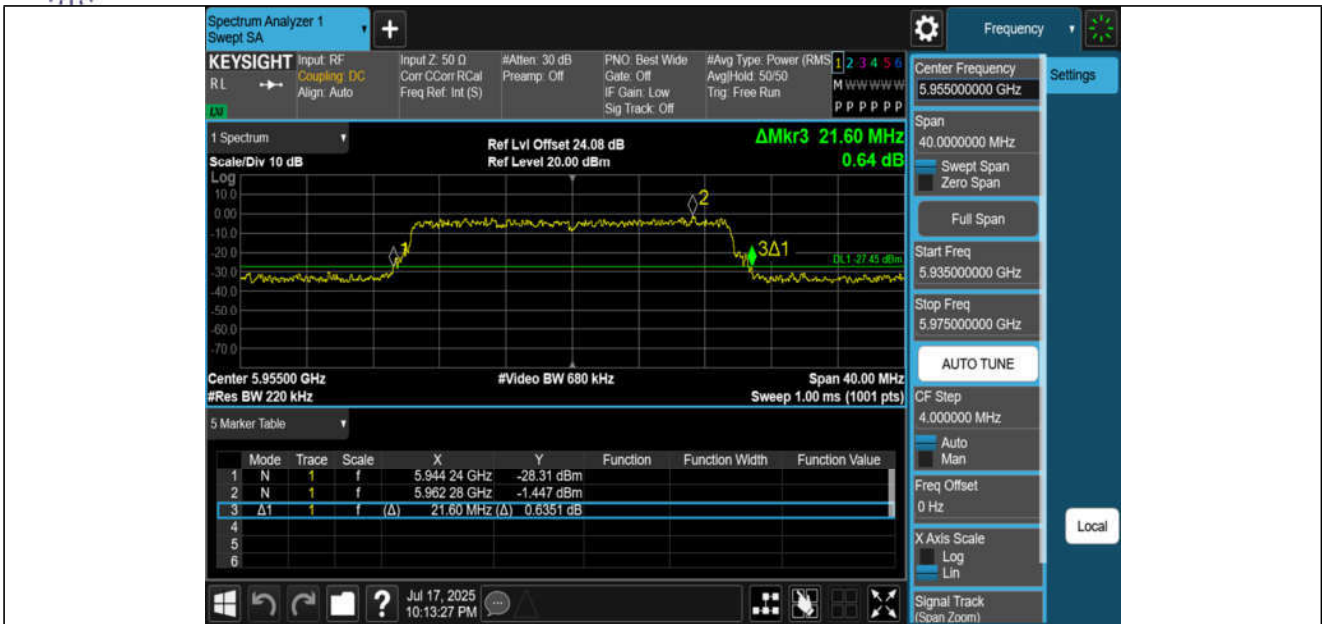 Spectrum Analyzer 1
Swept SA
+
Frequency
KEYSIGHT
RL
LU
Input: RF
Coupling: DC
Align: Auto
Input Z: 50 Ω
Corr CCorr RCal
Freq Ref: Int (S)
#Atten: 30 dB
Preamp: Off
PNO: Best Wide
Gate: Off
IF Gain: Low
Sig Track: Off
#Avg Type: Power (RMS
Avg|Hold: 50/50
Trig: Free Run
1 2 3 4 5 6
M W W W W W
P P P P P P
1 Spectrum
Scale/Div 10 dB
Ref Lvl Offset 24.08 dB
Ref Level 20.00 dBm
ΔMkr3 21.60 MHz
0.64 dB
Log
10.0
0.00
-10.0
-20.0
-30.0
-40.0
-50.0
-60.0
-70.0
1
2
3Δ1
DL1 -27.45 dBm
Center 5.95500 GHz
#Res BW 220 kHz
#Video BW 680 kHz
Span 40.00 MHz
Sweep 1.00 ms (1001 pts)
5 Marker Table
Mode Trace Scale X Y Function Function Width Function Value
1 N 1 f 5.944 24 GHz -28.31 dBm
2 N 1 f 5.962 28 GHz -1.447 dBm
3 Δ1 1 f (Δ) 21.60 MHz (Δ) 0.6351 dB
4
5
6
?
Jul 17, 2025
10:13:27 PM
Center Frequency
5.955000000 GHz
Span
40.0000000 MHz
Swept Span
Zero Span
Full Span
Start Freq
5.935000000 GHz
Stop Freq
5.975000000 GHz
AUTO TUNE
CF Step
4.000000 MHz
Auto
Man
Freq Offset
0 Hz
X Axis Scale
Log
Lin
Signal Track
(Span Zoom)
Settings
Local